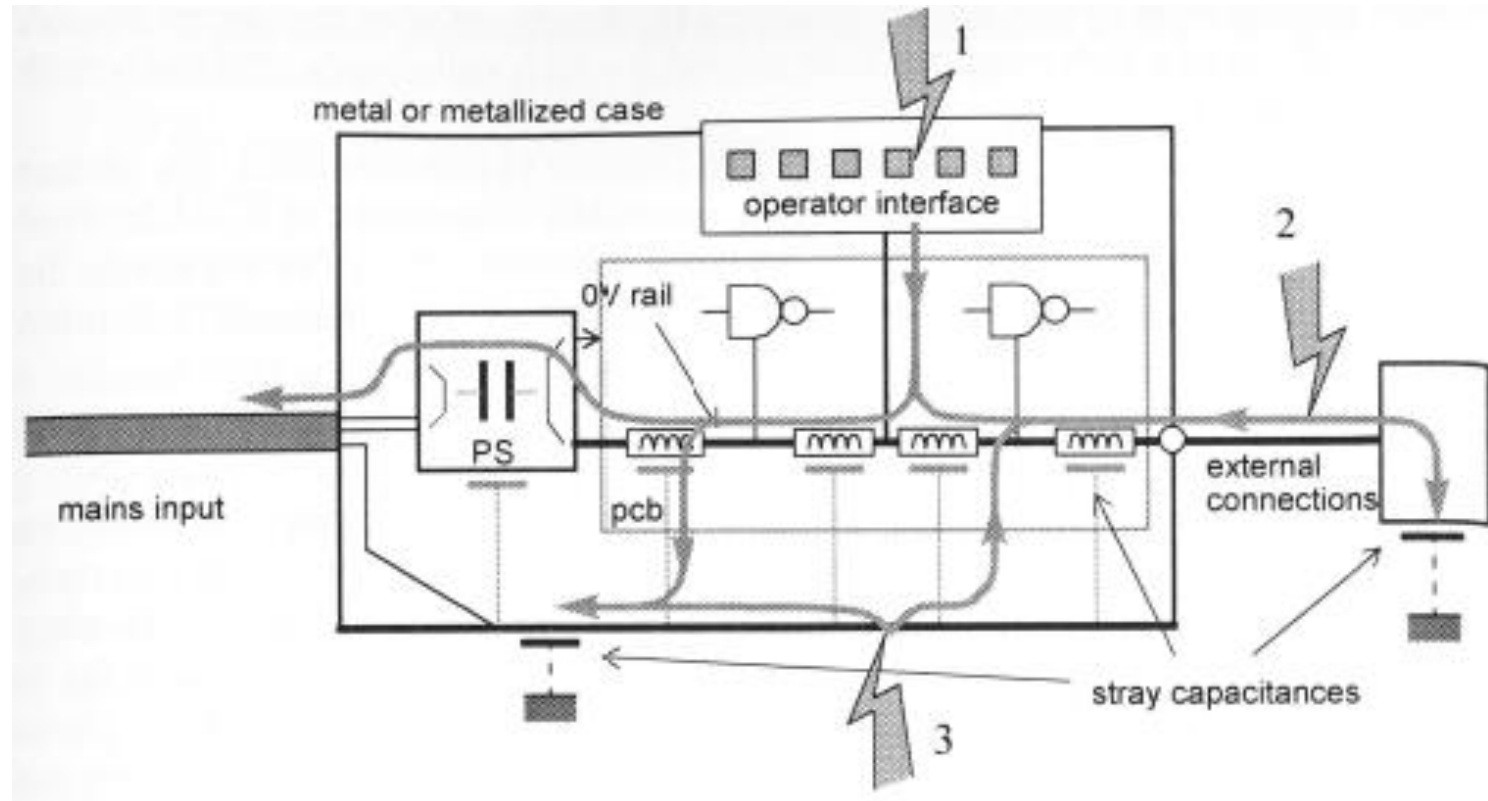 1
metal or metallized case
operator interface
2
0V rail
PS
mains input
pcb
external
connections
stray capacitances
3